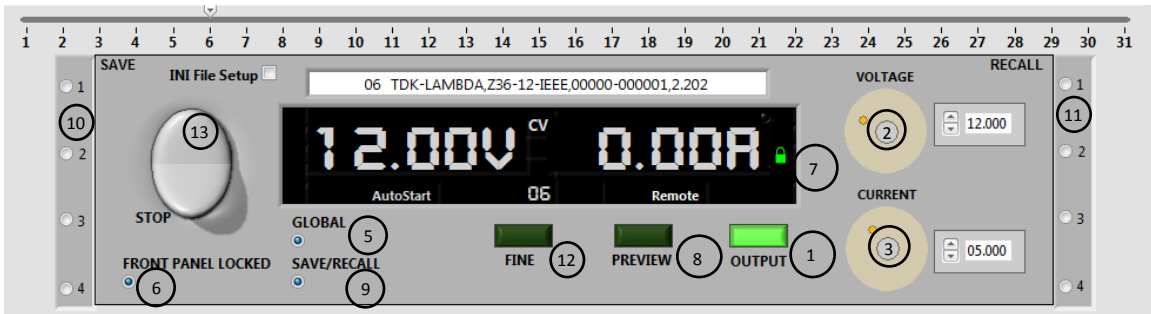 1 2 3 4 5 6 7 8 9 10 11 12 13 14 15 16 17 18 19 20 21 22 23 24 25 26 27 28 29 30 31
SAVE
INI File Setup
06 TDK-LAMBDA,Z36-12-IEEE,00000-000001,2.202
VOLTAGE
RECALL
1
10
2
3
4
13
STOP
12.00V
CV
0.00A
7
AutoStart
06
Remote
2
12.000
1
11
2
3
4
CURRENT
3
05.000
GLOBAL
5
FINE
12
PREVIEW
8
OUTPUT
1
FRONT PANEL LOCKED
6
SAVE/RECALL
9